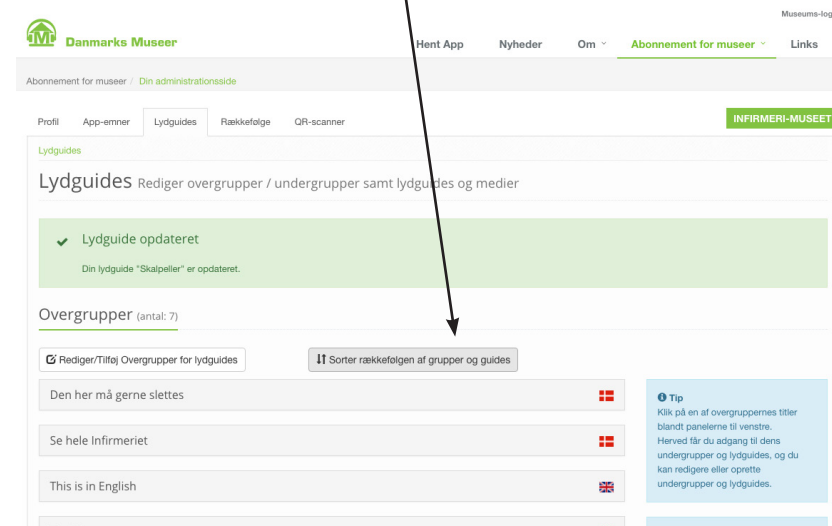 Museums-log
Danmarks Museer
Hent App Nyheder Om Abonnement for museer Links
Abonnement for museer / Din administrationsside
Profil App-emner Lydguides Rækkefølge QR-scanner
INFIRMERI-MUSEET
Lydguides
Lydguides Rediger overgrupper / undergrupper samt lydguides og medier
Lydguide opdateret
Din lydguide "Skalpeller" er opdateret.
Overgrupper (antal: 7)
Rediger/Tilføj Overgrupper for lydguides
Sorter rækkefølgen af grupper og guides
Den her må gerne slettes
Se hele Infirmeriet
This is in English
Tip
Klik på en af overgruppernes titler
blandt panelerne til venstre.
Herved får du adgang til dens
undergrupper og lydguides, og du
kan redigere eller oprette
undergrupper og lydguides.